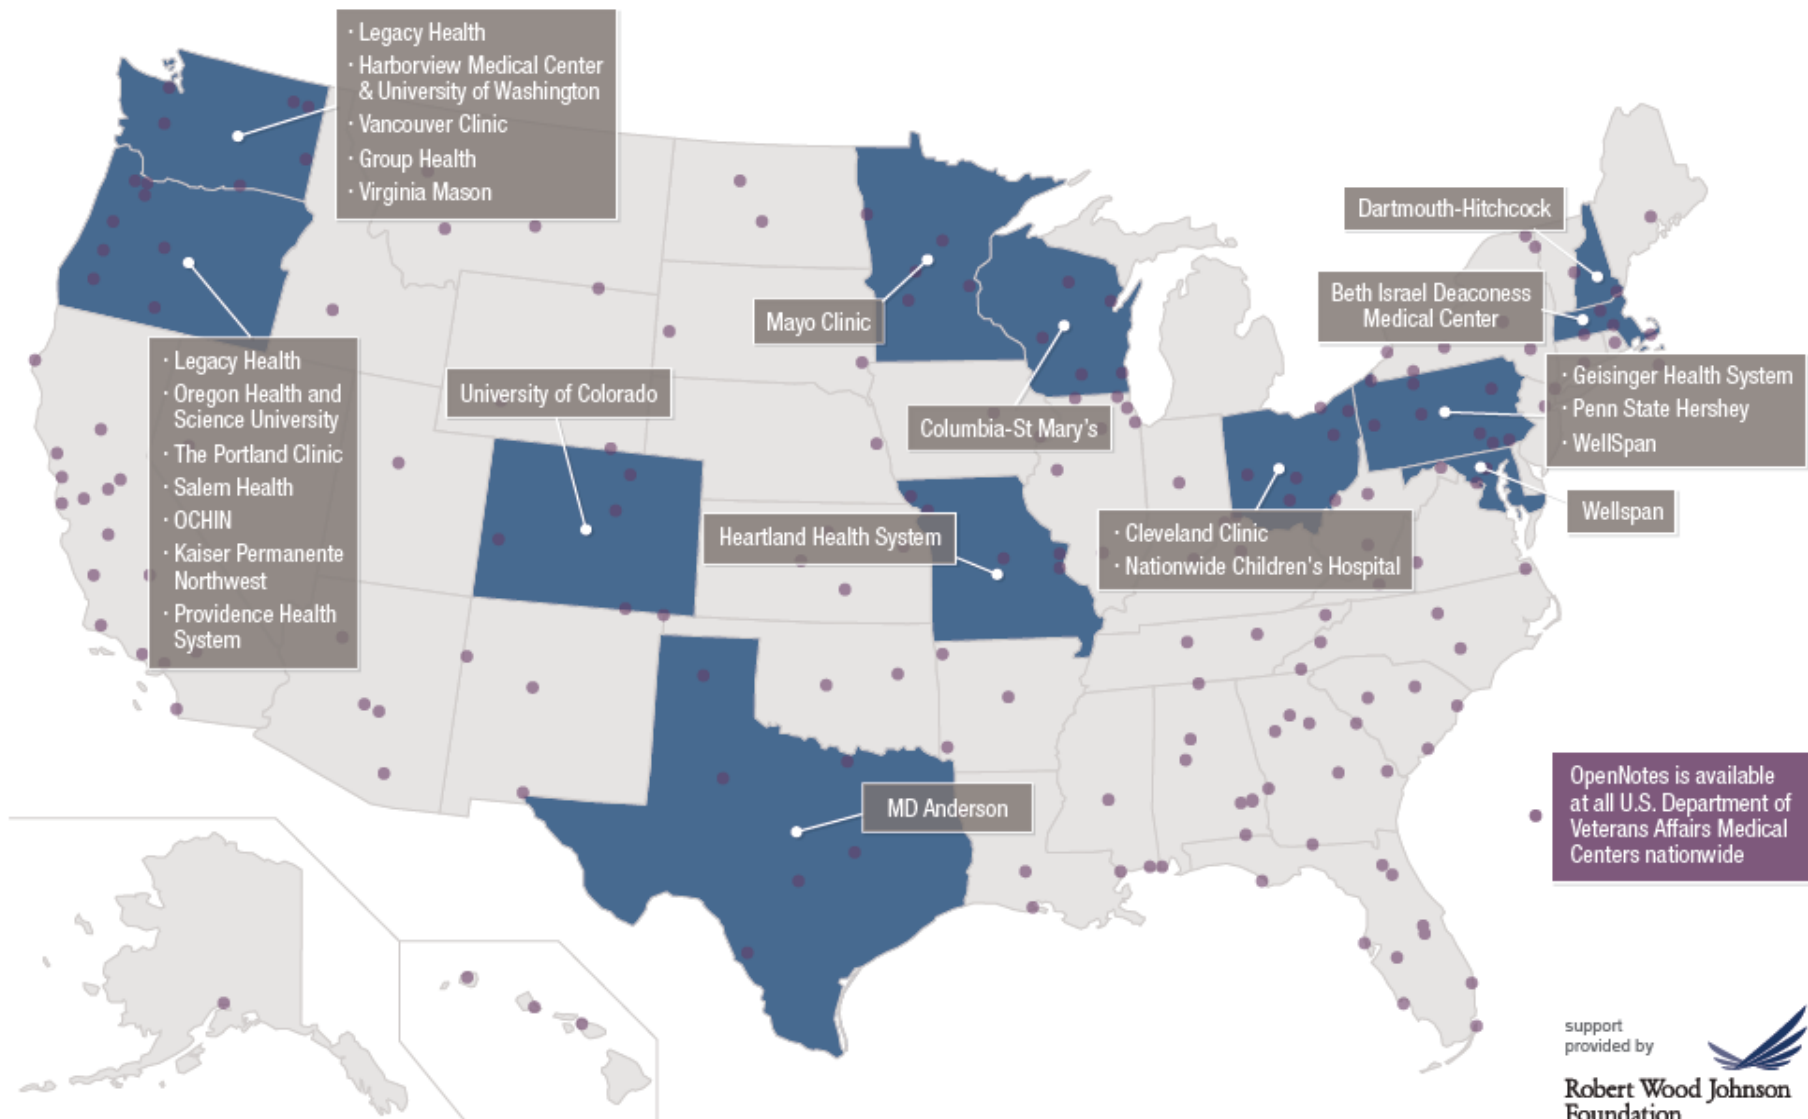 · Legacy Health
· Harborview Medical Center
& University of Washington
· Vancouver Clinic
· Group Health
· Virginia Mason
Dartmouth-Hitchcock
Beth Israel Deaconess
Medical Center
Mayo Clinic
· Legacy Health
· Oregon Health and
Science University
· The Portland Clinic
· Salem Health
· OCHIN
· Kaiser Permanente
Northwest
· Providence Health
System
University of Colorado
Columbia-St Mary's
· Geisinger Health System
· Penn State Hershey
· WellSpan
Wellspan
Heartland Health System
· Cleveland Clinic
· Nationwide Children's Hospital
MD Anderson
OpenNotes is available
at all U.S. Department of
Veterans Affairs Medical
Centers nationwide
support
provided by
Robert Wood Johnson
Foundation